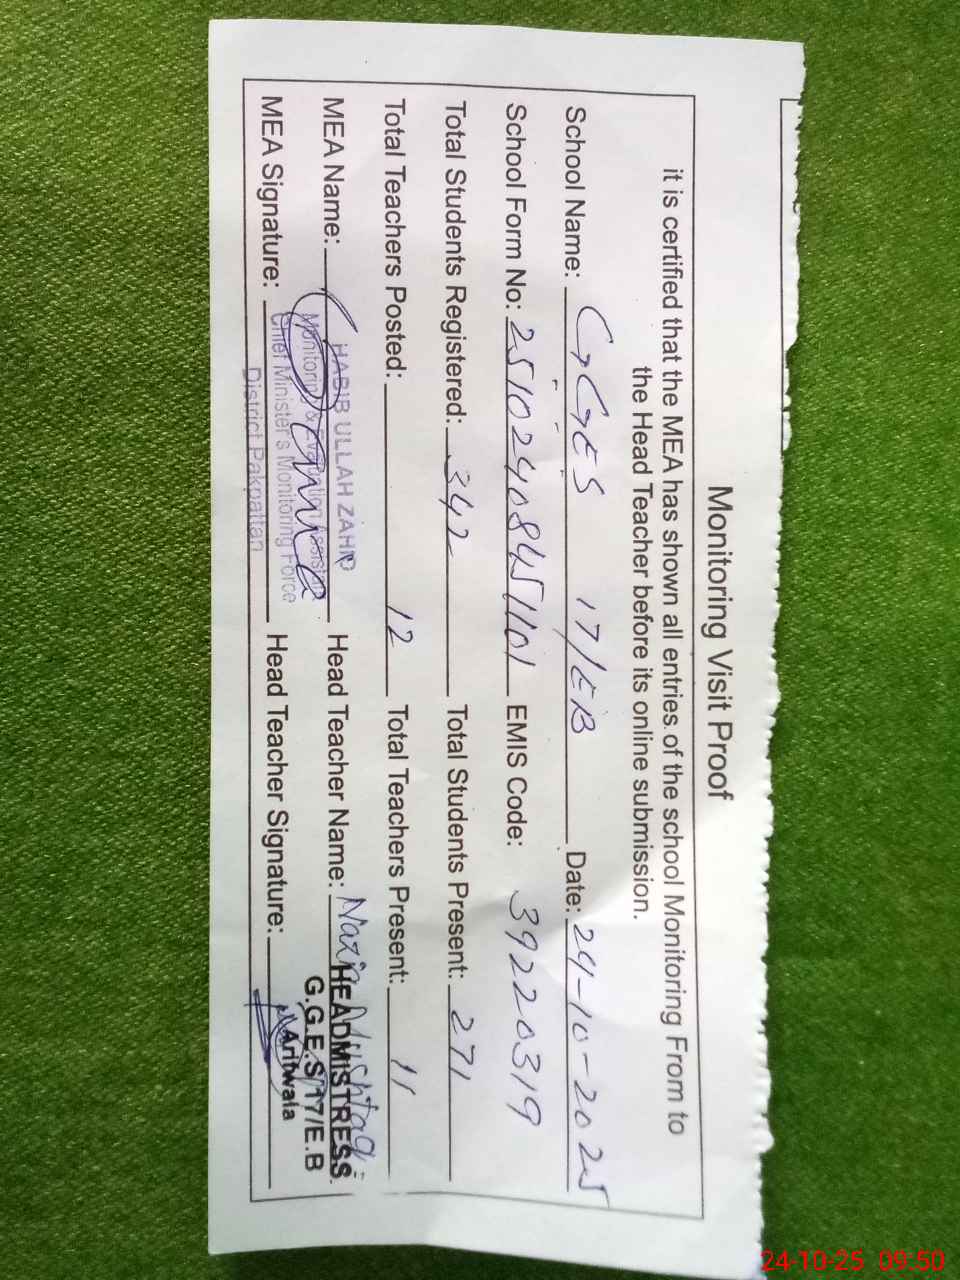 Monitoring Visit Proof
it is certified that the MEA has shown all entries of the school Monitoring From to
the Head Teacher before its online submission.
School Name: GGES 17/EB Date: 24-10-2025
School Form No: 25102408451101 EMIS Code: 39220319
Total Students Registered: 342 Total Students Present: 271
Total Teachers Posted: 12 Total Teachers Present: 11
MEA Name: HABIB ULLAH ZAHID Head Teacher Name: Nazia Mushtaq
Monitoring & Evaluation Assistant
Chief Minister's Monitoring Force
District Pakpattan
HEADMISTRESS
G.G.E.S 17/E.B
Arifwala
MEA Signature: Head Teacher Signature:
24-10-25 09:50